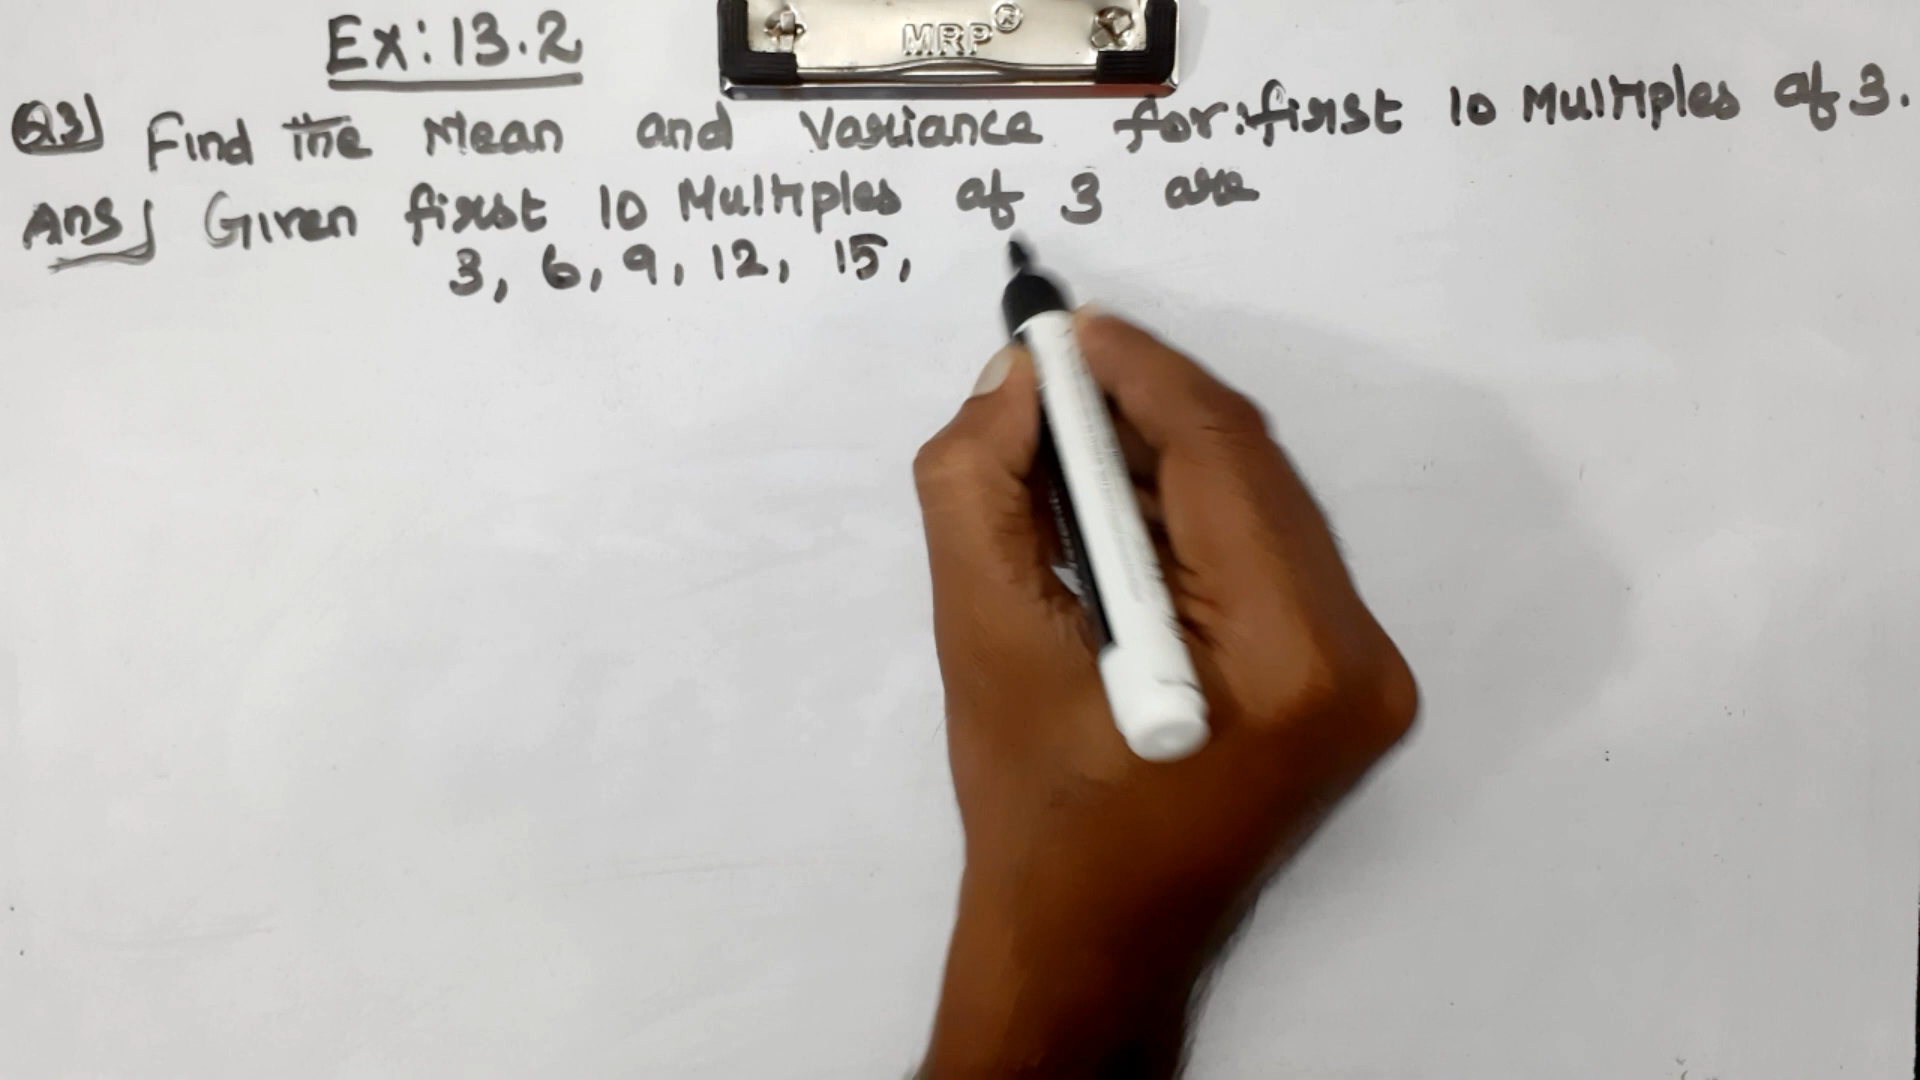 Ex: 13.2
MRP®
Q3) Find the Mean and Variance for: first 10 Multiples of 3.
Ans) Given first 10 Multiples of 3 are
3, 6, 9, 12, 15,